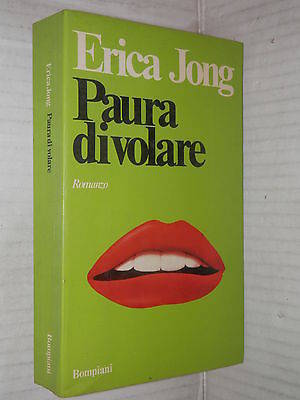 Erica Jong
Paura
di volare
Romanzo
Bompiani
Erica Jong Paura di volare
Bompiani